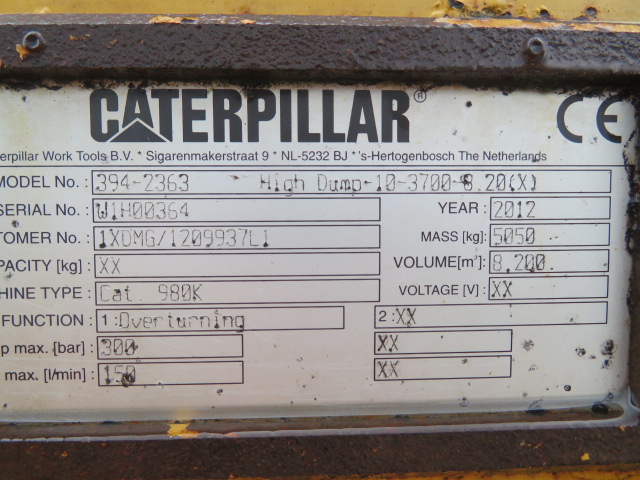 CATERPILLAR® CE
erpillar Work Tools B.V. * Sigarenmakerstraat 9 * NL-5232 BJ * 's-Hertogenbosch The Netherlands
MODEL No.: 394-2363 High Dump-10-3700-8.20(X)
SERIAL No.: W1H00364 YEAR: 2012
TOMER No.: 1XDMG/1209937L1 MASS [kg]: 5050
PACITY [kg]: XX VOLUME[m³]: 8.200
HINE TYPE: Cat. 980K VOLTAGE [V]: XX
FUNCTION: 1:Overturning 2:XX
p max. [bar]: 300 XX
max. [l/min]: 150 XX